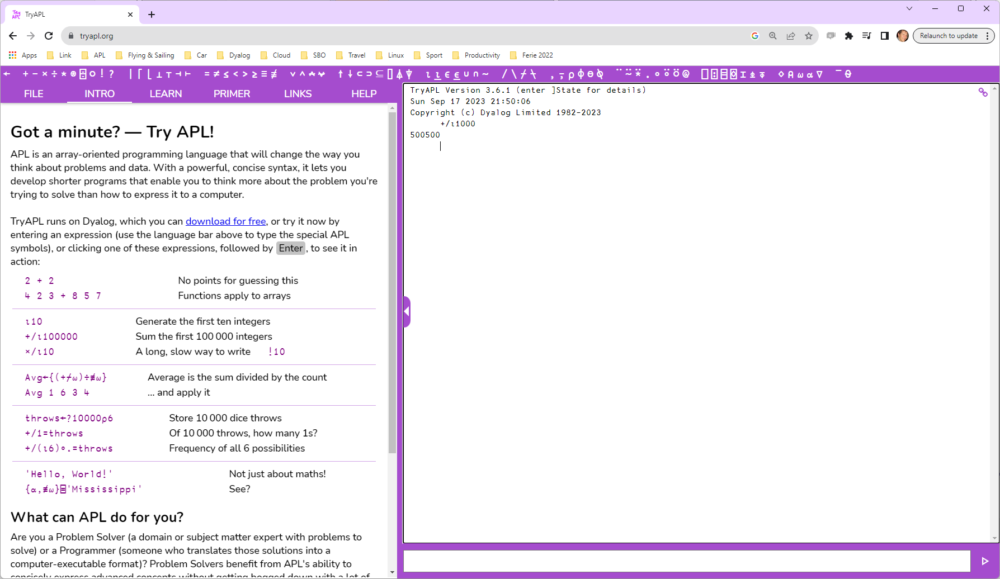 TryAPL
tryapl.org
Relaunch to update
Apps Link APL Flying & Sailing Car Dyalog Cloud SBO Travel Linux Sport Productivity Ferie 2022
← + - × ÷ * ⍟ ⌹ ○ ! ? | ⌈ ⌊ ⊥ ⊤ ⊣ ⊢ = ≠ ≤ < > ≥ ≡ ≢ ∨ ∧ ⍲ ⍱ ↑ ↓ ⊂ ⊃ ⊆ ⌷ ⍋ ⍒ ⍳ ⍸ ∊ ⍷ ∪ ∩ ~ / \ ⌿ ⍀ , ⍪ ⍴ ⌽ ⊖ ⍉ ¨ ⍨ ⍣ . ∘ ⍤ ⍥ @ ⎕ ⍠ ⌸ ⌺ ⌶ ⍎ ⍕ ⋄ ⍝ ⍵ ⍺ ∇ ¯ ⍬
FILE INTRO LEARN PRIMER LINKS HELP
Got a minute? — Try APL!
APL is an array-oriented programming language that will change the way you
think about problems and data. With a powerful, concise syntax, it lets you
develop shorter programs that enable you to think more about the problem you're
trying to solve than how to express it to a computer.
TryAPL runs on Dyalog, which you can download for free, or try it now by
entering an expression (use the language bar above to type the special APL
symbols), or clicking one of these expressions, followed by Enter, to see it in
action:
2 + 2 No points for guessing this
4 2 3 + 8 5 7 Functions apply to arrays
⍳10 Generate the first ten integers
+/⍳100000 Sum the first 100 000 integers
×/⍳10 A long, slow way to write !10
Avg←{(+⌿⍵)÷≢⍵} Average is the sum divided by the count
Avg 1 6 3 4 ... and apply it
throws←?10000⍴6 Store 10 000 dice throws
+/1=throws Of 10 000 throws, how many 1s?
+/(⍳6)∘.=throws Frequency of all 6 possibilities
'Hello, World!' Not just about maths!
{⍺,≢⍵}⌸'Mississippi' See?
What can APL do for you?
Are you a Problem Solver (a domain or subject matter expert with problems to
solve) or a Programmer (someone who translates those solutions into a
computer-executable format)? Problem Solvers benefit from APL's ability to
concisely express advanced concepts without getting bogged down with a lot of
TryAPL Version 3.6.1 (enter ]State for details)
Sun Sep 17 2023 21:50:06
Copyright (c) Dyalog Limited 1982-2023
+/⍳1000
500500